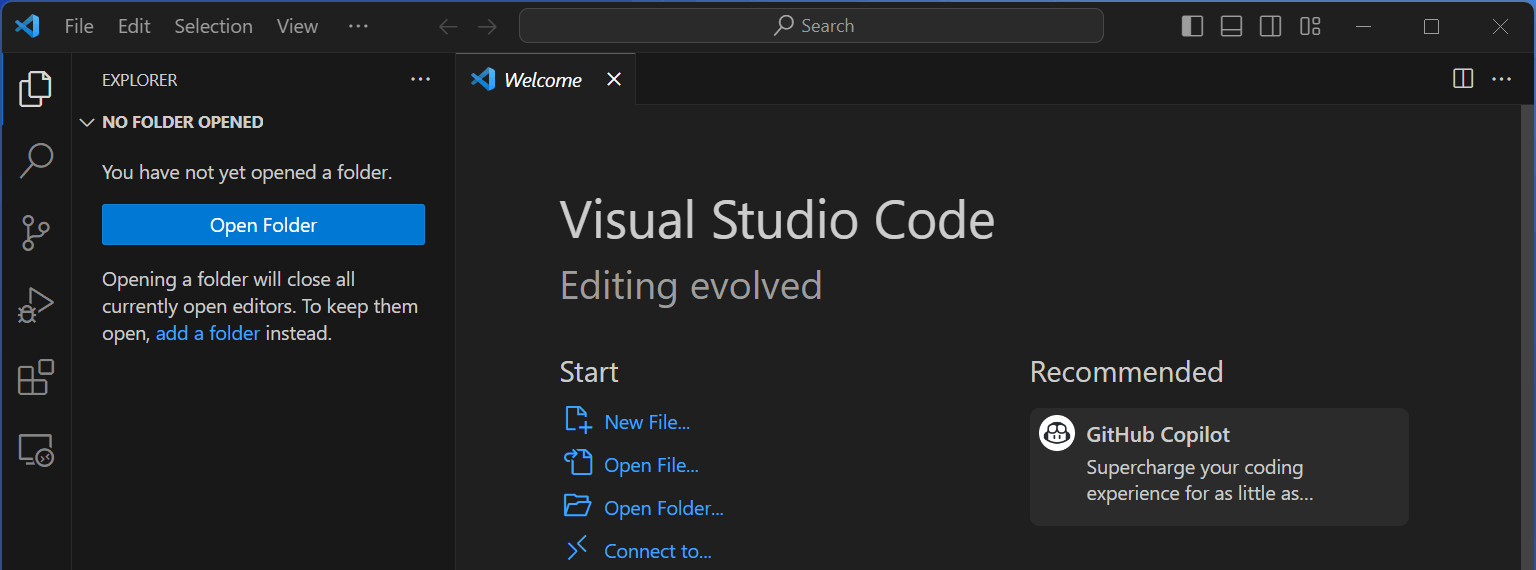 File Edit Selection View ··· Search
EXPLORER ···
Welcome ···
NO FOLDER OPENED
You have not yet opened a folder.
Open Folder
Opening a folder will close all
currently open editors. To keep them
open, add a folder instead.
Visual Studio Code
Editing evolved
Start
New File...
Open File...
Open Folder...
Connect to...
Recommended
GitHub Copilot
Supercharge your coding
experience for as little as...